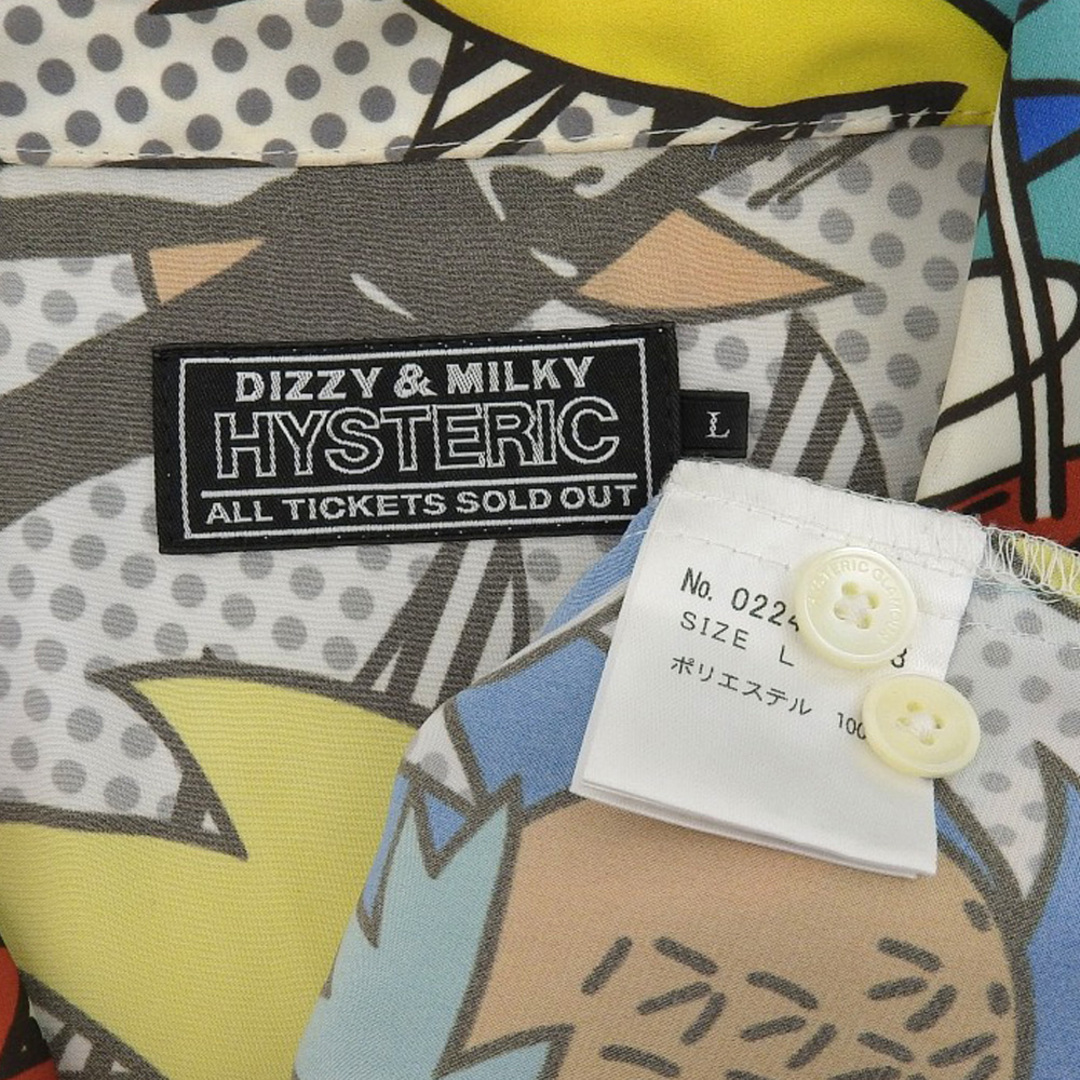 DIZZY & MILKY
HYSTERIC
ALL TICKETS SOLD OUT
L
No. 0224
SIZE L
ポリエステル 100